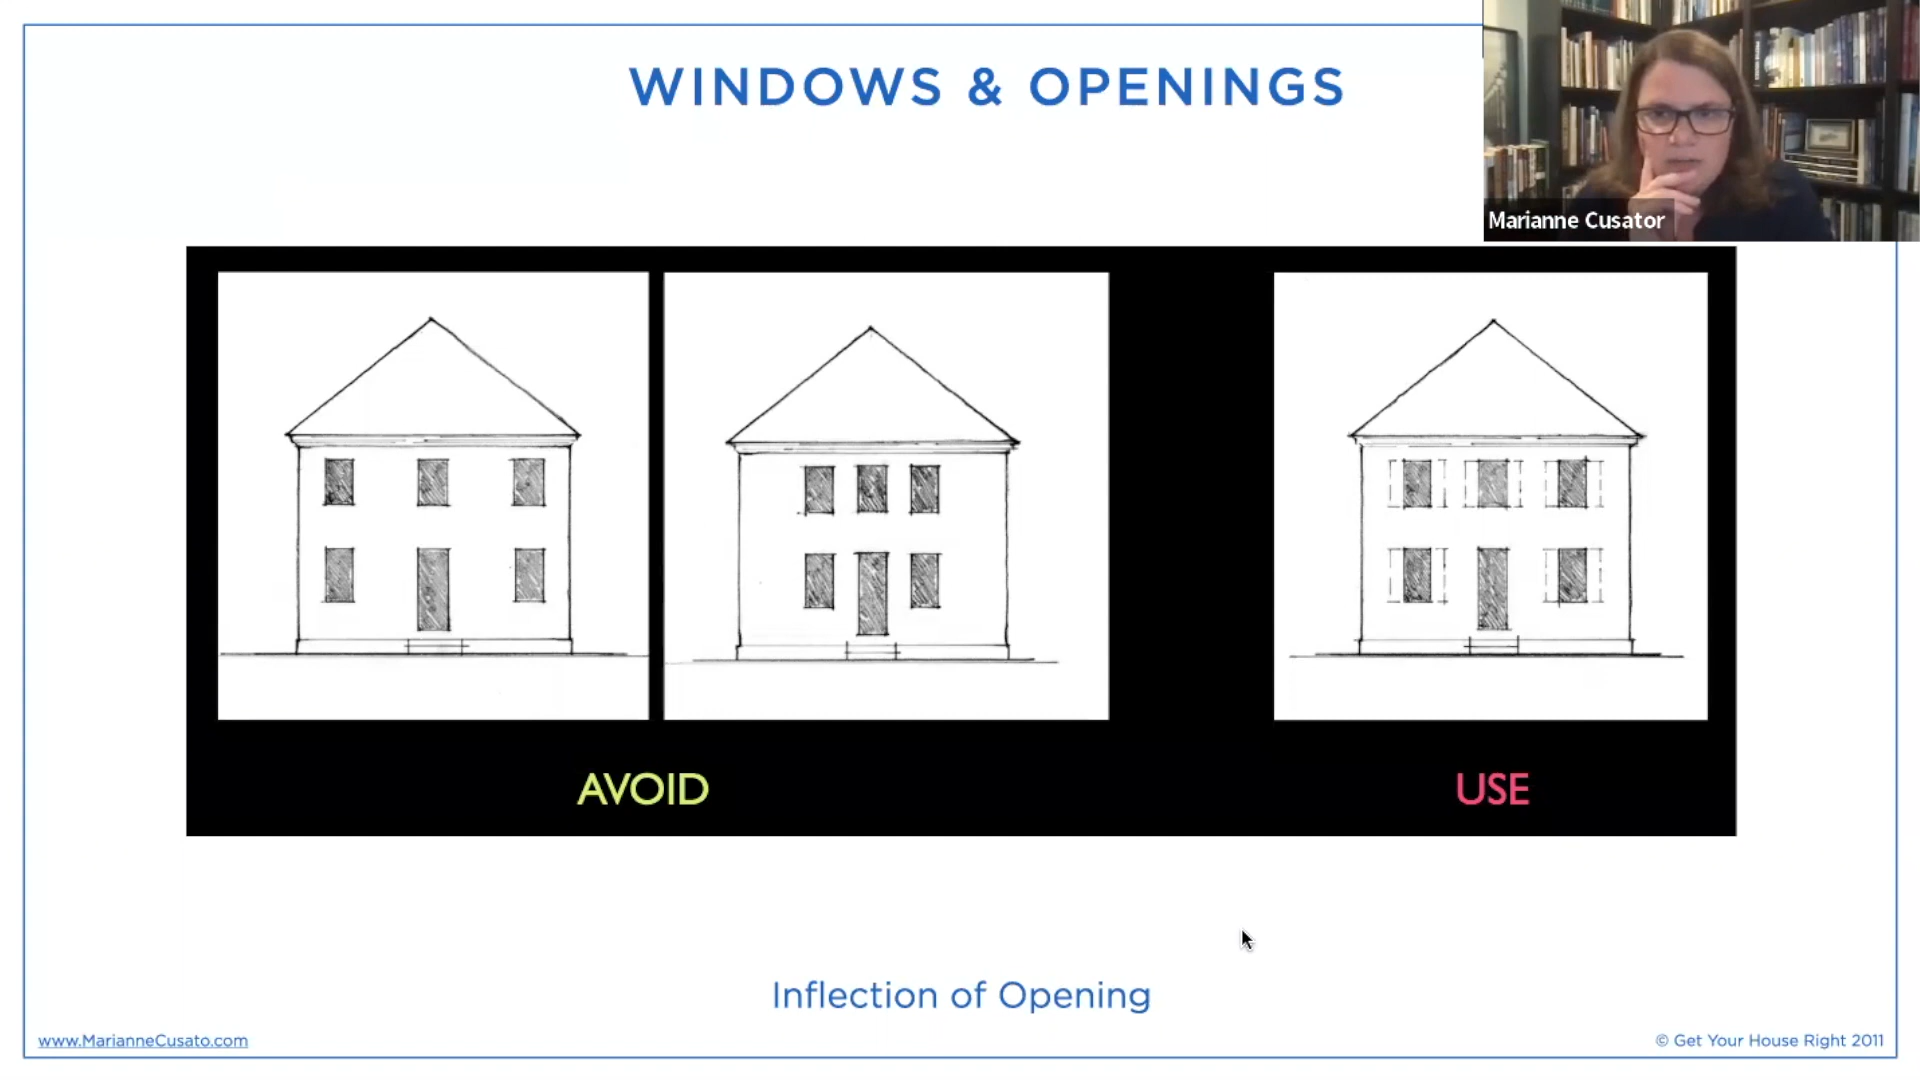 WINDOWS & OPENINGS
Marianne Cusator
AVOID
USE
Inflection of Opening
www.MarianneCusato.com
© Get Your House Right 2011